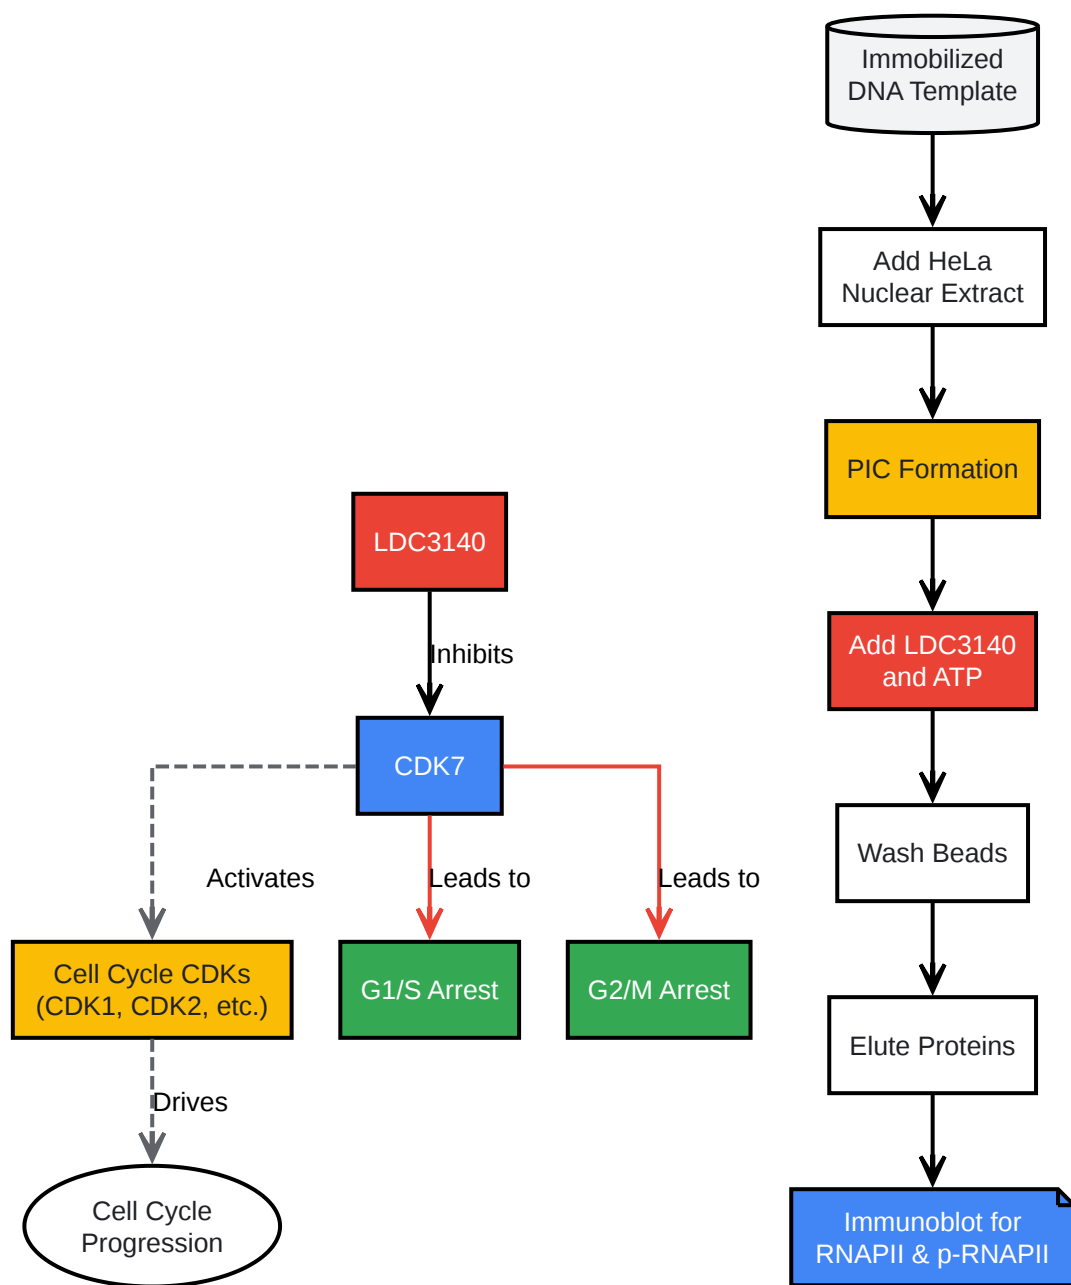 LDC3140
Inhibits
CDK7
Activates
Leads to
Leads to
Cell Cycle CDKs
(CDK1, CDK2, etc.)
G1/S Arrest
G2/M Arrest
Drives
Cell Cycle
Progression
Immobilized
DNA Template
Add HeLa
Nuclear Extract
PIC Formation
Add LDC3140
and ATP
Wash Beads
Elute Proteins
Immunoblot for
RNAPII & p-RNAPII